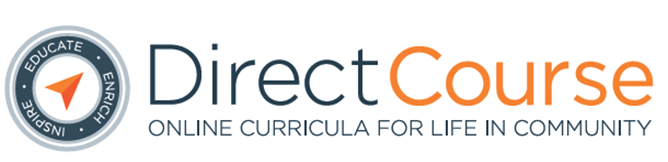 EDUCATE • ENRICH • INSPIRE •
DirectCourse
ONLINE CURRICULA FOR LIFE IN COMMUNITY